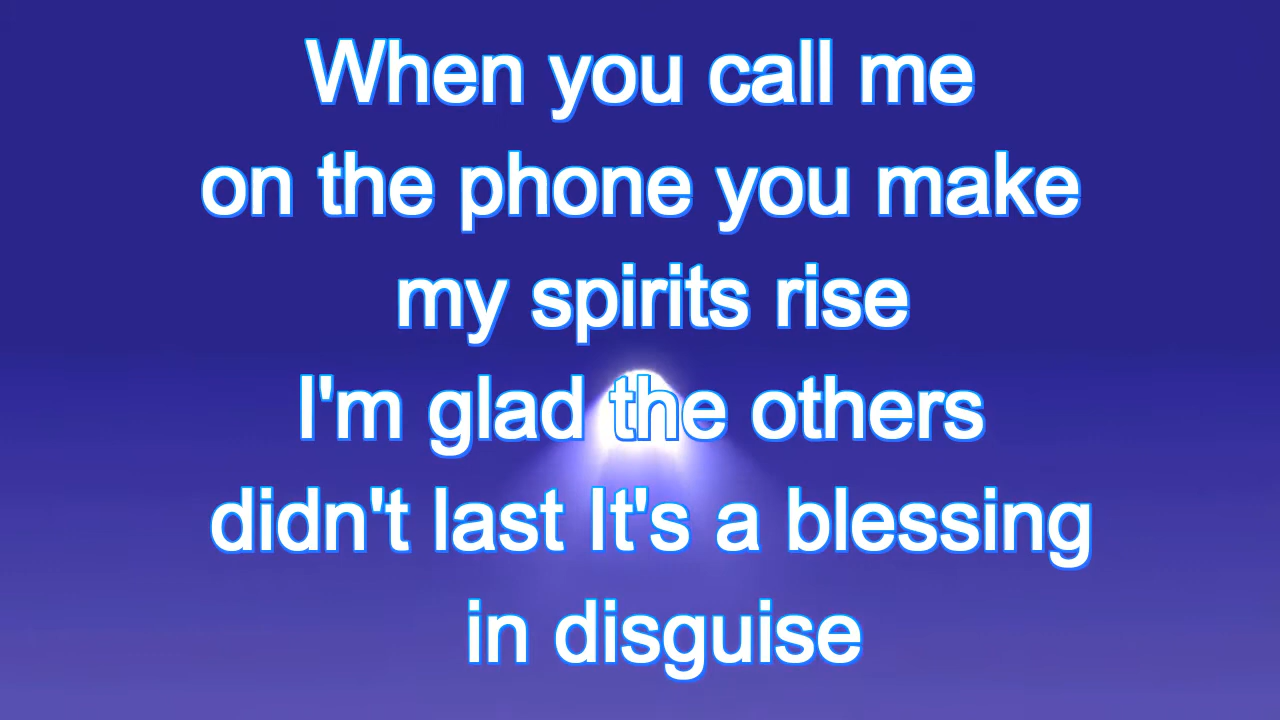 When you call me
on the phone you make
my spirits rise
I'm glad the others
didn't last It's a blessing
in disguise